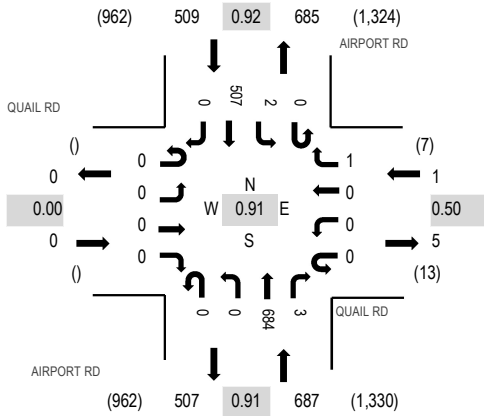 (962) 509 0.92 685 (1,324)
AIRPORT RD
QUAIL RD
0 507 2 0
() 0 1 (7)
0 0 N 0 1
0.00 0 W 0.91 E 0 0.50
0 0 S 0 5
() (13)
0 0 684 3
QUAIL RD
AIRPORT RD
(962) 507 0.91 687 (1,330)